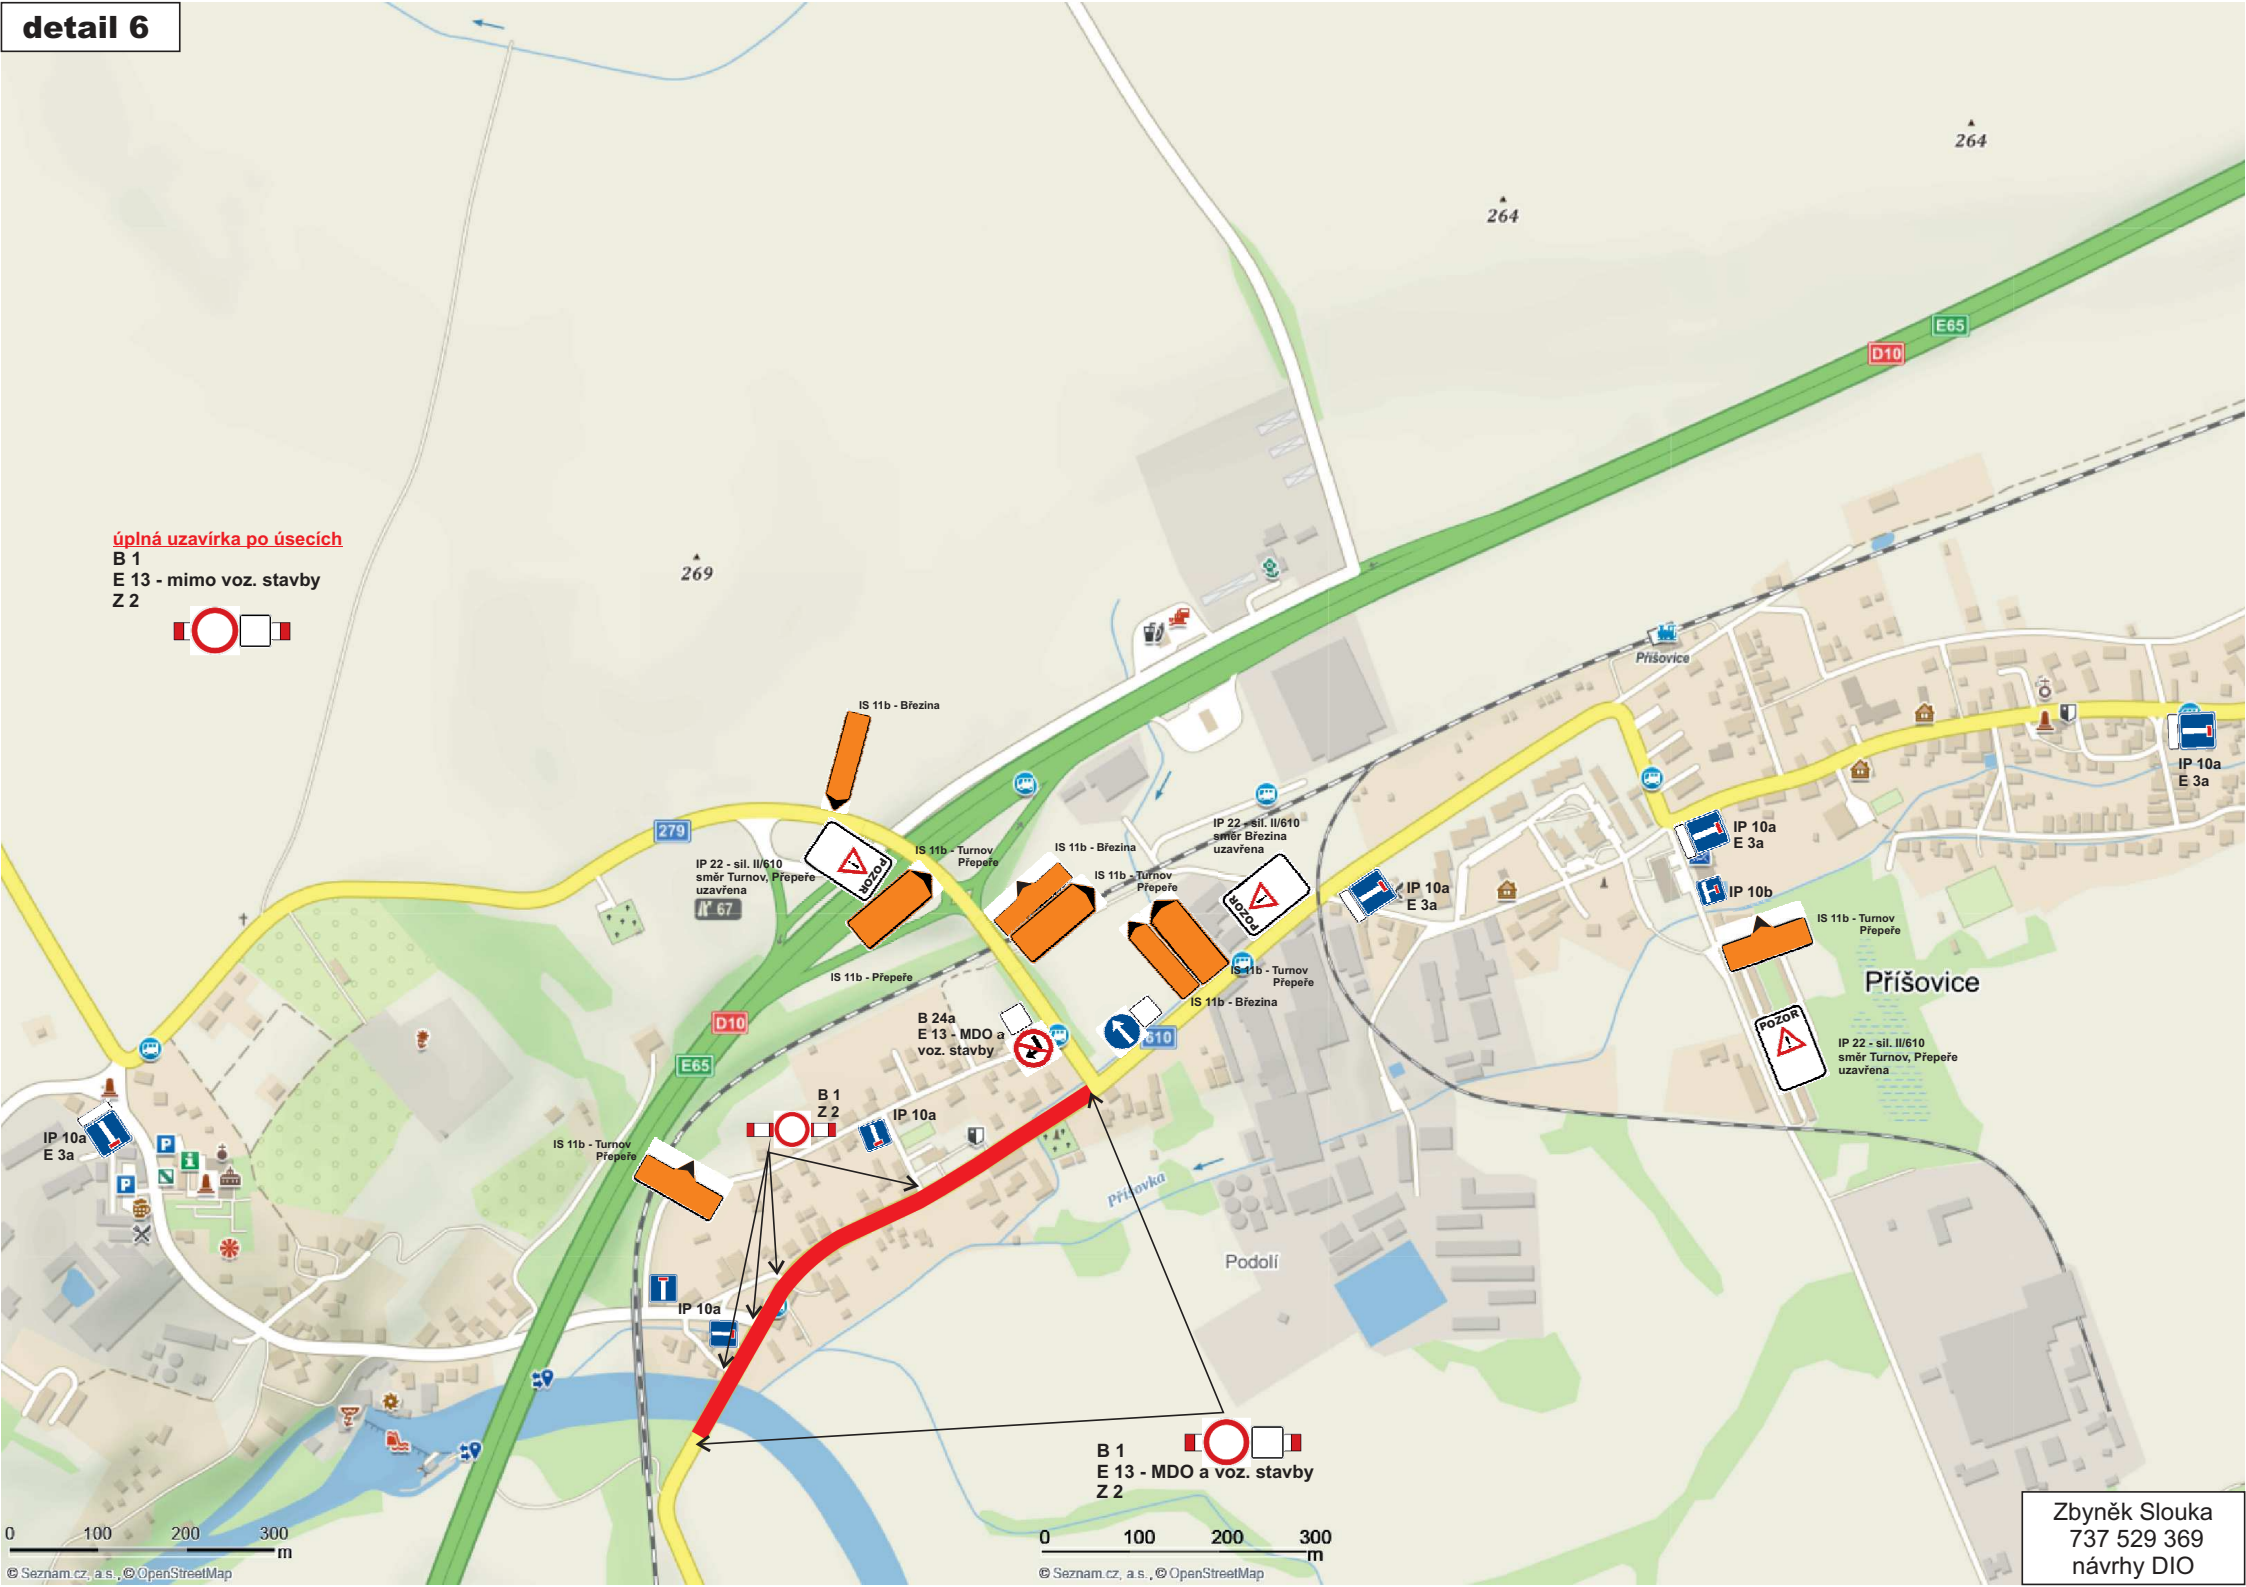 detail 6
264
264
E65
D10
úplná uzavírka po úsecích
B 1
E 13 - mimo voz. stavby
Z 2
269
Příšovice
IS 11b - Březina
279
IP 22 - sil. II/610
směr Turnov, Přepeře
uzavřena
67
POZOR
IS 11b - Turnov
Přepeře
IS 11b - Březina
IS 11b - Turnov
Přepeře
IP 22 - sil. II/610
směr Březina
uzavřena
POZOR
IP 10a
E 3a
IP 10a
E 3a
IP 10a
E 3a
IP 10b
IS 11b - Turnov
Přepeře
Příšovice
IS 11b - Přepeře
IS 11b - Turnov
Přepeře
IS 11b - Březina
D10
B 24a
E 13 - MDO a
voz. stavby
610
POZOR
IP 22 - sil. II/610
směr Turnov, Přepeře
uzavřena
E65
B 1
Z 2
IP 10a
IP 10a
E 3a
P
P
IS 11b - Turnov
Přepeře
Příšovka
Podolí
IP 10a
B 1
E 13 - MDO a voz. stavby
Z 2
0 100 200 300
m
© Seznam.cz, a.s., © OpenStreetMap
0 100 200 300
m
© Seznam.cz, a.s., © OpenStreetMap
Zbyněk Slouka
737 529 369
návrhy DIO